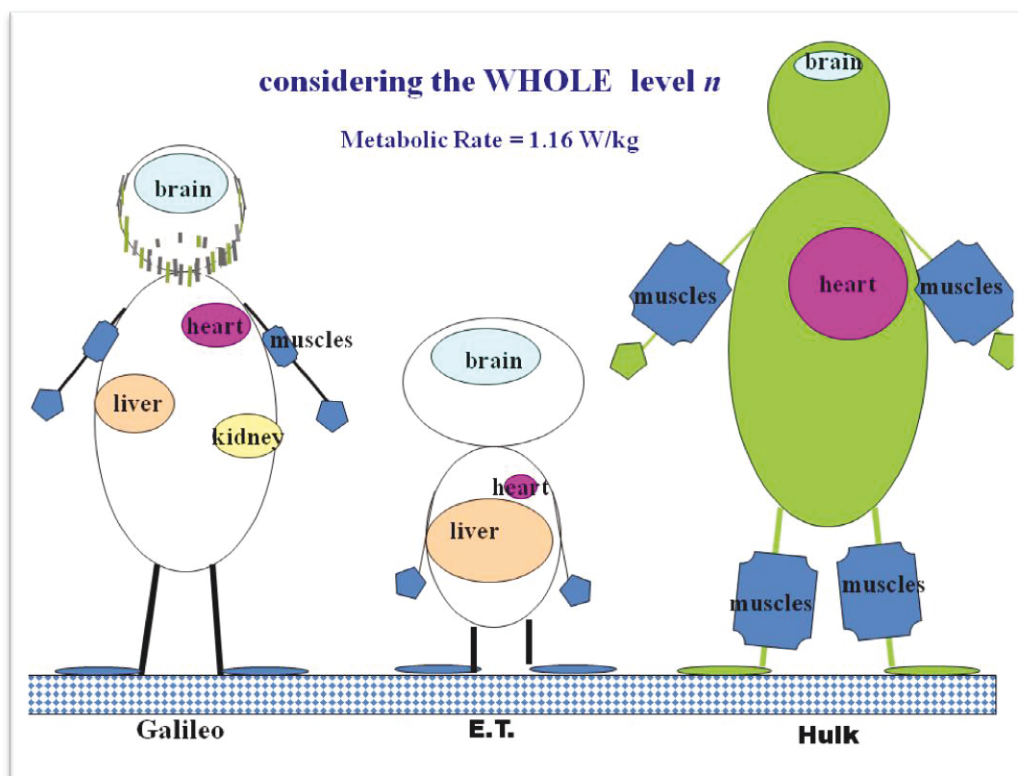 considering the WHOLE level n
Metabolic Rate = 1.16 W/kg
brain
heart
muscles
liver
kidney
brain
heart
liver
brain
muscles
heart
muscles
muscles
muscles
Galileo
E.T.
Hulk